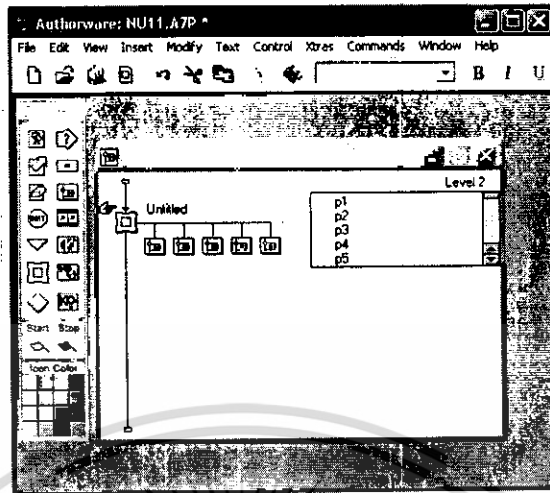 Authorware: NU11.A7P *
File Edit View Insert Modify Text Control Xtras Commands Window Help
B I U
Level 2
Untitled
p1
p2
p3
p4
p5
Start Stop
Icon Color